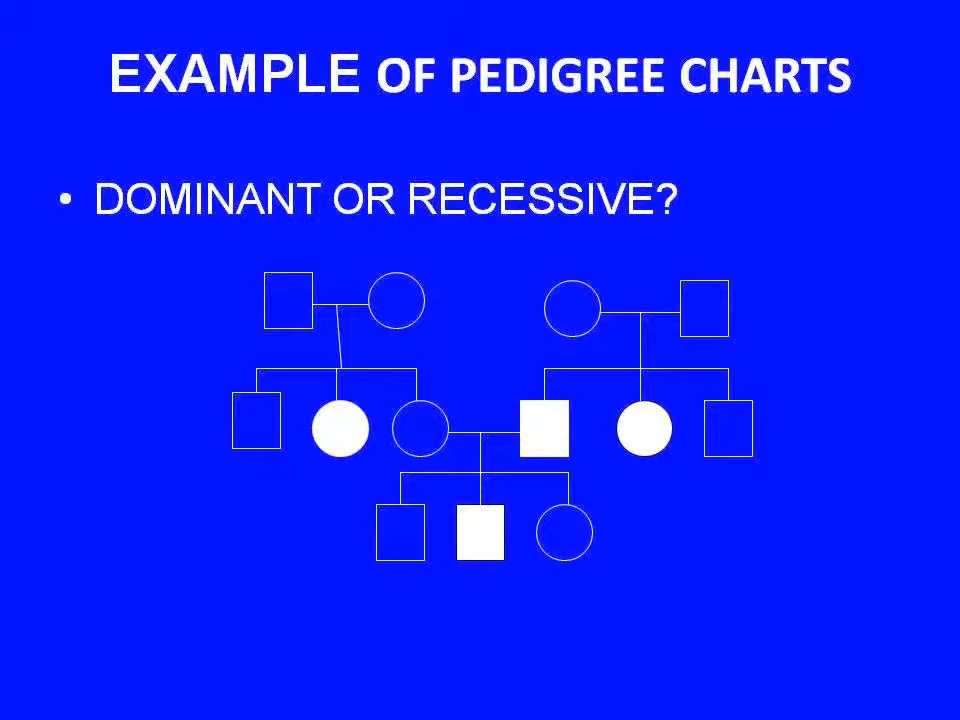 EXAMPLE OF PEDIGREE CHARTS
• DOMINANT OR RECESSIVE?